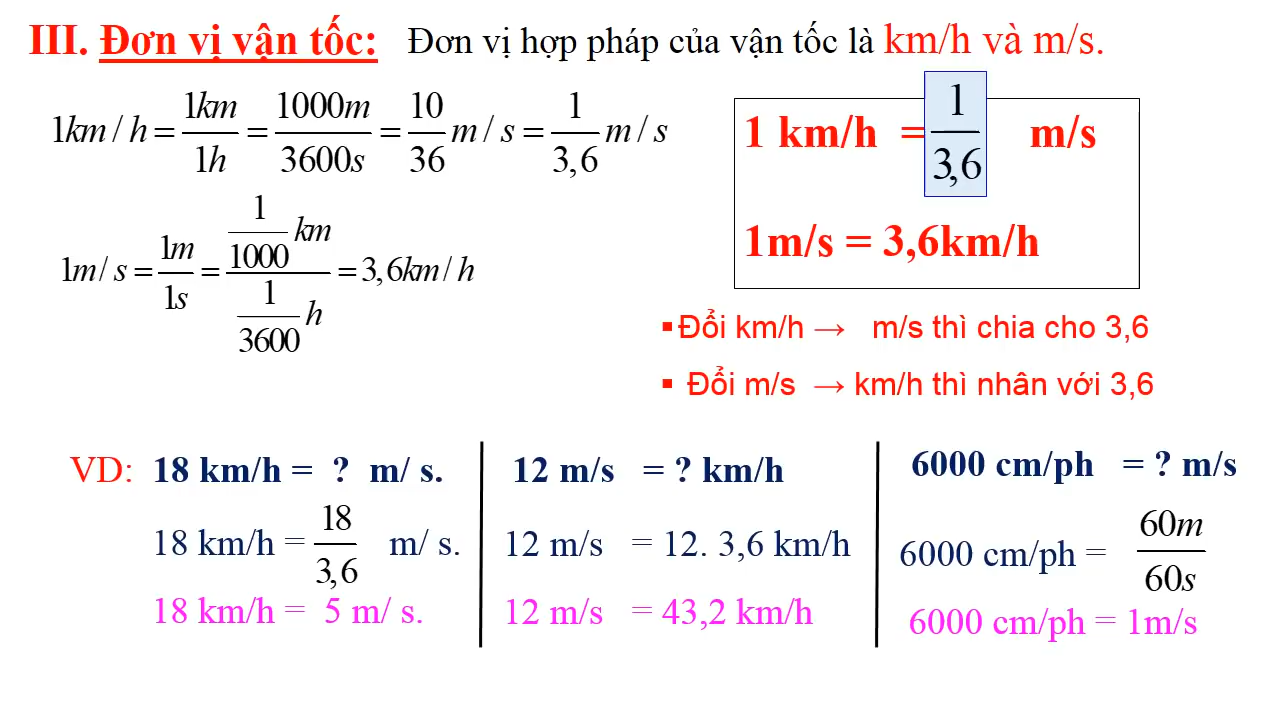 III. Đơn vị vận tốc: Đơn vị hợp pháp của vận tốc là km/h và m/s.
1km / h = 1km/1h = 1000m/3600s = 10/36 m / s = 1/3,6 m / s
1m / s = 1m/1s = (1/1000 km)/(1/3600 h) = 3,6km / h
1 km/h = 1/3,6 m/s
1m/s = 3,6km/h
▪ Đổi km/h → m/s thì chia cho 3,6
▪ Đổi m/s → km/h thì nhân với 3,6
VD: 18 km/h = ? m/ s.
18 km/h = 18/3,6 m/ s.
18 km/h = 5 m/ s.
12 m/s = ? km/h
12 m/s = 12. 3,6 km/h
12 m/s = 43,2 km/h
6000 cm/ph = ? m/s
6000 cm/ph = 60m/60s
6000 cm/ph = 1m/s